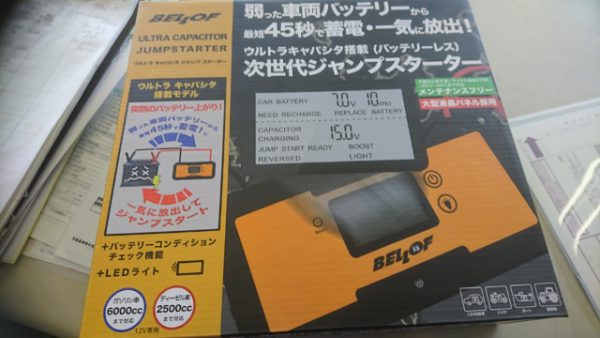 BELLOF
ULTRA CAPACITOR
JUMPSTARTER
ウルトラ キャパシタ ジャンプ スターター
ウルトラ キャパシタ
搭載モデル
突然のバッテリー上がり!
弱った車両バッテリーから
最短45秒で蓄電!
一気に放出して
ジャンプスタート
+バッテリーコンディション
チェック機能
+LEDライト
ガソリン車
6000cc
まで対応
ディーゼル車
2500cc
まで対応
12V専用
弱った車両バッテリーから
最短45秒で蓄電・一気に放出!
ウルトラキャパシタ搭載(バッテリーレス)
次世代ジャンプスターター
メンテナンスフリー
大型液晶パネル採用
CAR BATTERY 7.0V 10mΩ
NEED RECHARGE REPLACE BATTERY
CAPACITOR
CHARGING 15.0V
JUMP START READY BOOST
REVERSED LIGHT
BELLOF